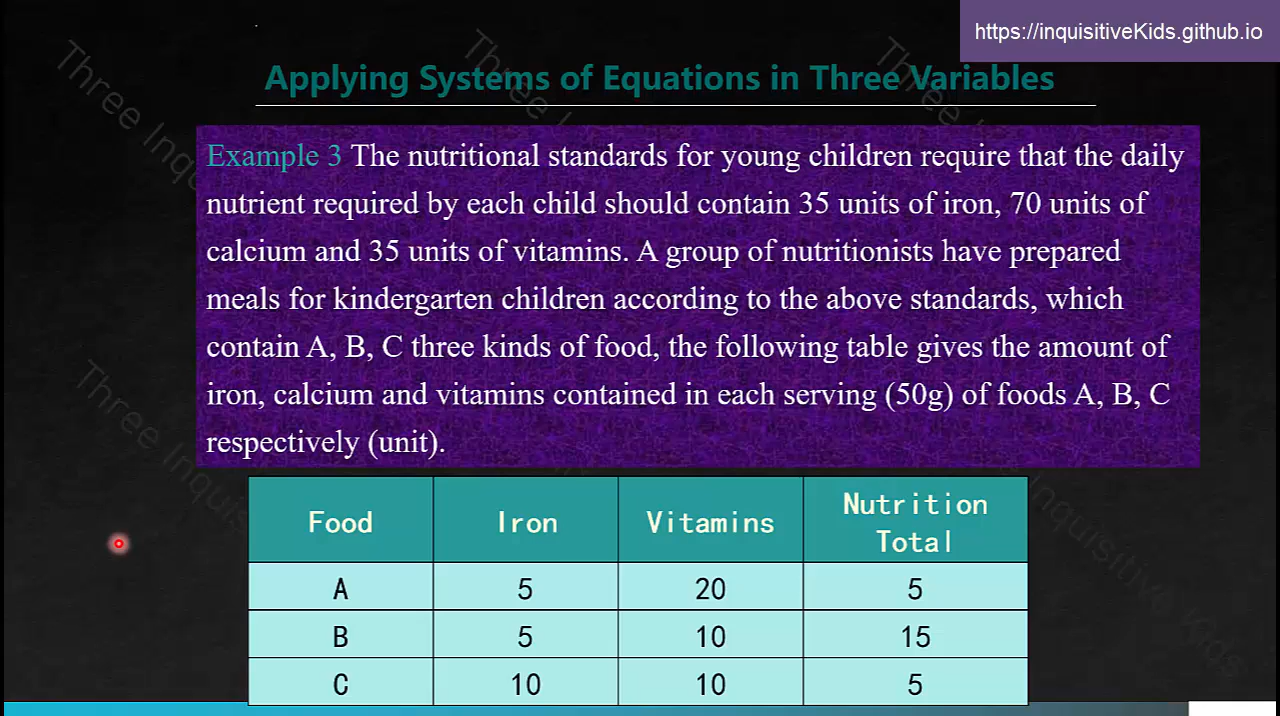 https://inquisitiveKids.github.io
Applying Systems of Equations in Three Variables
Example 3 The nutritional standards for young children require that the daily
nutrient required by each child should contain 35 units of iron, 70 units of
calcium and 35 units of vitamins. A group of nutritionists have prepared
meals for kindergarten children according to the above standards, which
contain A, B, C three kinds of food, the following table gives the amount of
iron, calcium and vitamins contained in each serving (50g) of foods A, B, C
respectively (unit).
Food Iron Vitamins Nutrition Total
A 5 20 5
B 5 10 15
C 10 10 5
Three Inquisitive Kids